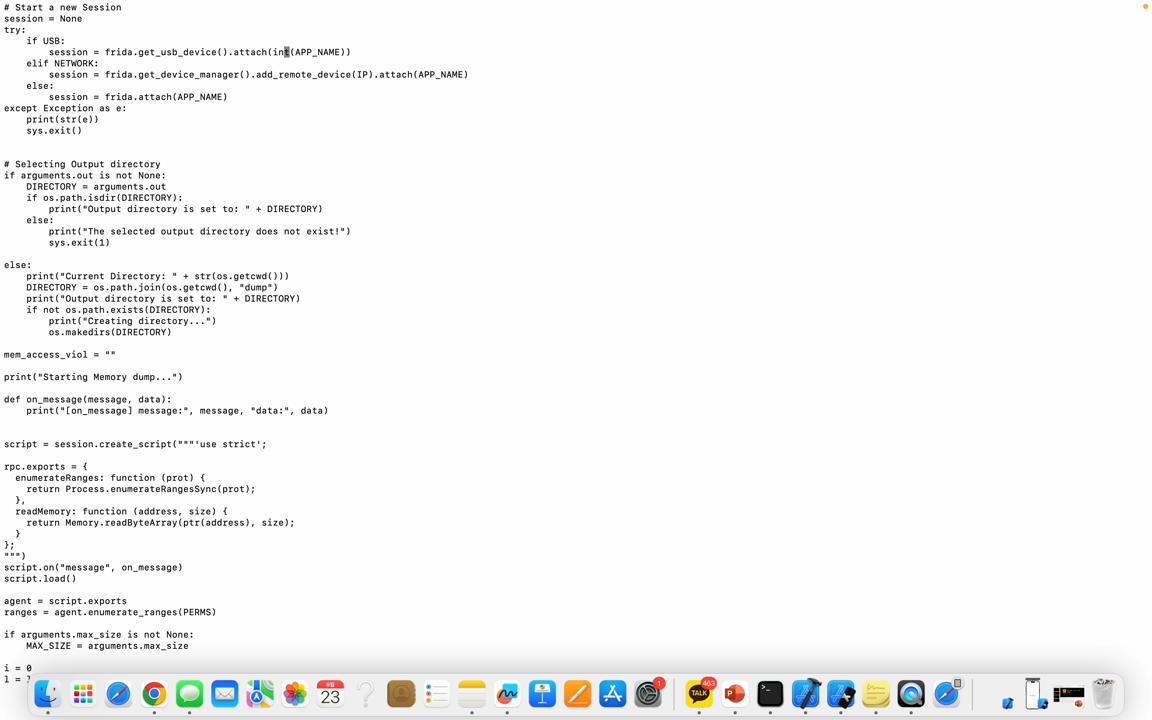 # Start a new Session
session = None
try:
    if USB:
        session = frida.get_usb_device().attach(int(APP_NAME))
    elif NETWORK:
        session = frida.get_device_manager().add_remote_device(IP).attach(APP_NAME)
    else:
        session = frida.attach(APP_NAME)
except Exception as e:
    print(str(e))
    sys.exit()
# Selecting Output directory
if arguments.out is not None:
    DIRECTORY = arguments.out
    if os.path.isdir(DIRECTORY):
        print("Output directory is set to: " + DIRECTORY)
    else:
        print("The selected output directory does not exist!")
        sys.exit(1)
else:
    print("Current Directory: " + str(os.getcwd()))
    DIRECTORY = os.path.join(os.getcwd(), "dump")
    print("Output directory is set to: " + DIRECTORY)
    if not os.path.exists(DIRECTORY):
        print("Creating directory...")
        os.makedirs(DIRECTORY)
mem_access_viol = ""
print("Starting Memory dump...")
def on_message(message, data):
    print("[on_message] message:", message, "data:", data)
script = session.create_script("""'use strict';
rpc.exports = {
  enumerateRanges: function (prot) {
    return Process.enumerateRangesSync(prot);
  },
  readMemory: function (address, size) {
    return Memory.readByteArray(ptr(address), size);
  }
};
""")
script.on("message", on_message)
script.load()
agent = script.exports
ranges = agent.enumerate_ranges(PERMS)
if arguments.max_size is not None:
    MAX_SIZE = arguments.max_size
i = 0
l =
23
TALK
463
1